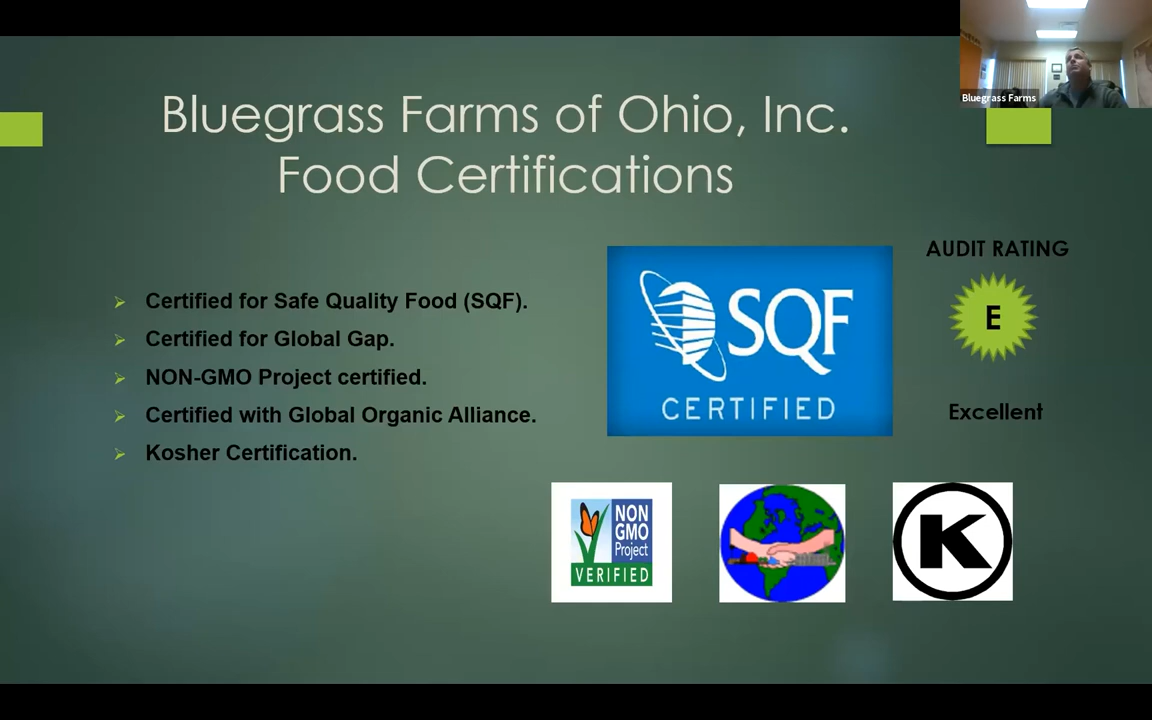 Bluegrass Farms
Bluegrass Farms of Ohio, Inc.
Food Certifications
Certified for Safe Quality Food (SQF).
Certified for Global Gap.
NON-GMO Project certified.
Certified with Global Organic Alliance.
Kosher Certification.
SQF
CERTIFIED
AUDIT RATING
E
Excellent
NON
GMO
Project
VERIFIED
K